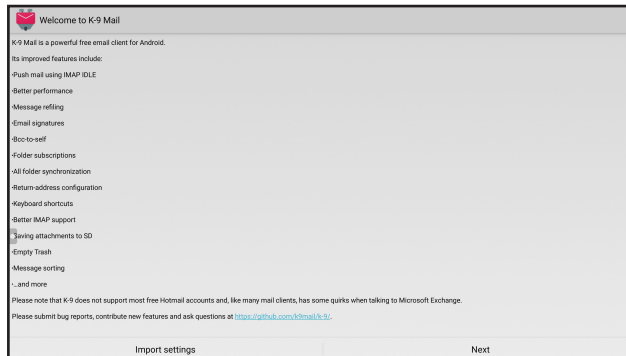 Welcome to K-9 Mail
K-9 Mail is a powerful free email client for Android.
Its improved features include:
·Push mail using IMAP IDLE
·Better performance
·Message refiling
·Email signatures
·Bcc-to-self
·Folder subscriptions
·All folder synchronization
·Return-address configuration
·Keyboard shortcuts
·Better IMAP support
Saving attachments to SD
·Empty Trash
·Message sorting
·…and more
Please note that K-9 does not support most free Hotmail accounts and, like many mail clients, has some quirks when talking to Microsoft Exchange.
Please submit bug reports, contribute new features and ask questions at https://github.com/k9mail/k-9/.
Import settings
Next